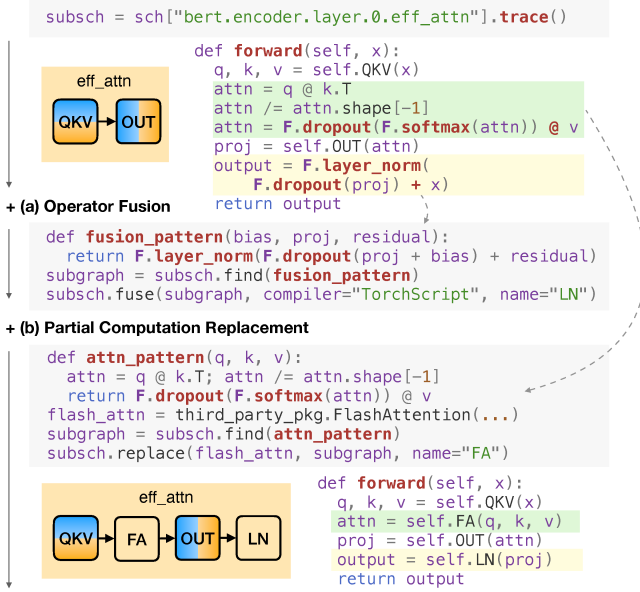 subsch = sch["bert.encoder.layer.0.eff_attn"].trace()
eff_attn
QKV
OUT
def forward(self, x):
q, k, v = self.QKV(x)
attn = q @ k.T
attn /= attn.shape[-1]
attn = F.dropout(F.softmax(attn)) @ v
proj = self.OUT(attn)
output = F.layer_norm(
F.dropout(proj) + x)
return output
+ (a) Operator Fusion
def fusion_pattern(bias, proj, residual):
return F.layer_norm(F.dropout(proj + bias) + residual)
subgraph = subsch.find(fusion_pattern)
subsch.fuse(subgraph, compiler="TorchScript", name="LN")
+ (b) Partial Computation Replacement
def attn_pattern(q, k, v):
attn = q @ k.T; attn /= attn.shape[-1]
return F.dropout(F.softmax(attn)) @ v
flash_attn = third_party_pkg.FlashAttention(...)
subgraph = subsch.find(attn_pattern)
subsch.replace(flash_attn, subgraph, name="FA")
eff_attn
QKV
FA
OUT
LN
def forward(self, x):
q, k, v = self.QKV(x)
attn = self.FA(q, k, v)
proj = self.OUT(attn)
output = self.LN(proj)
return output